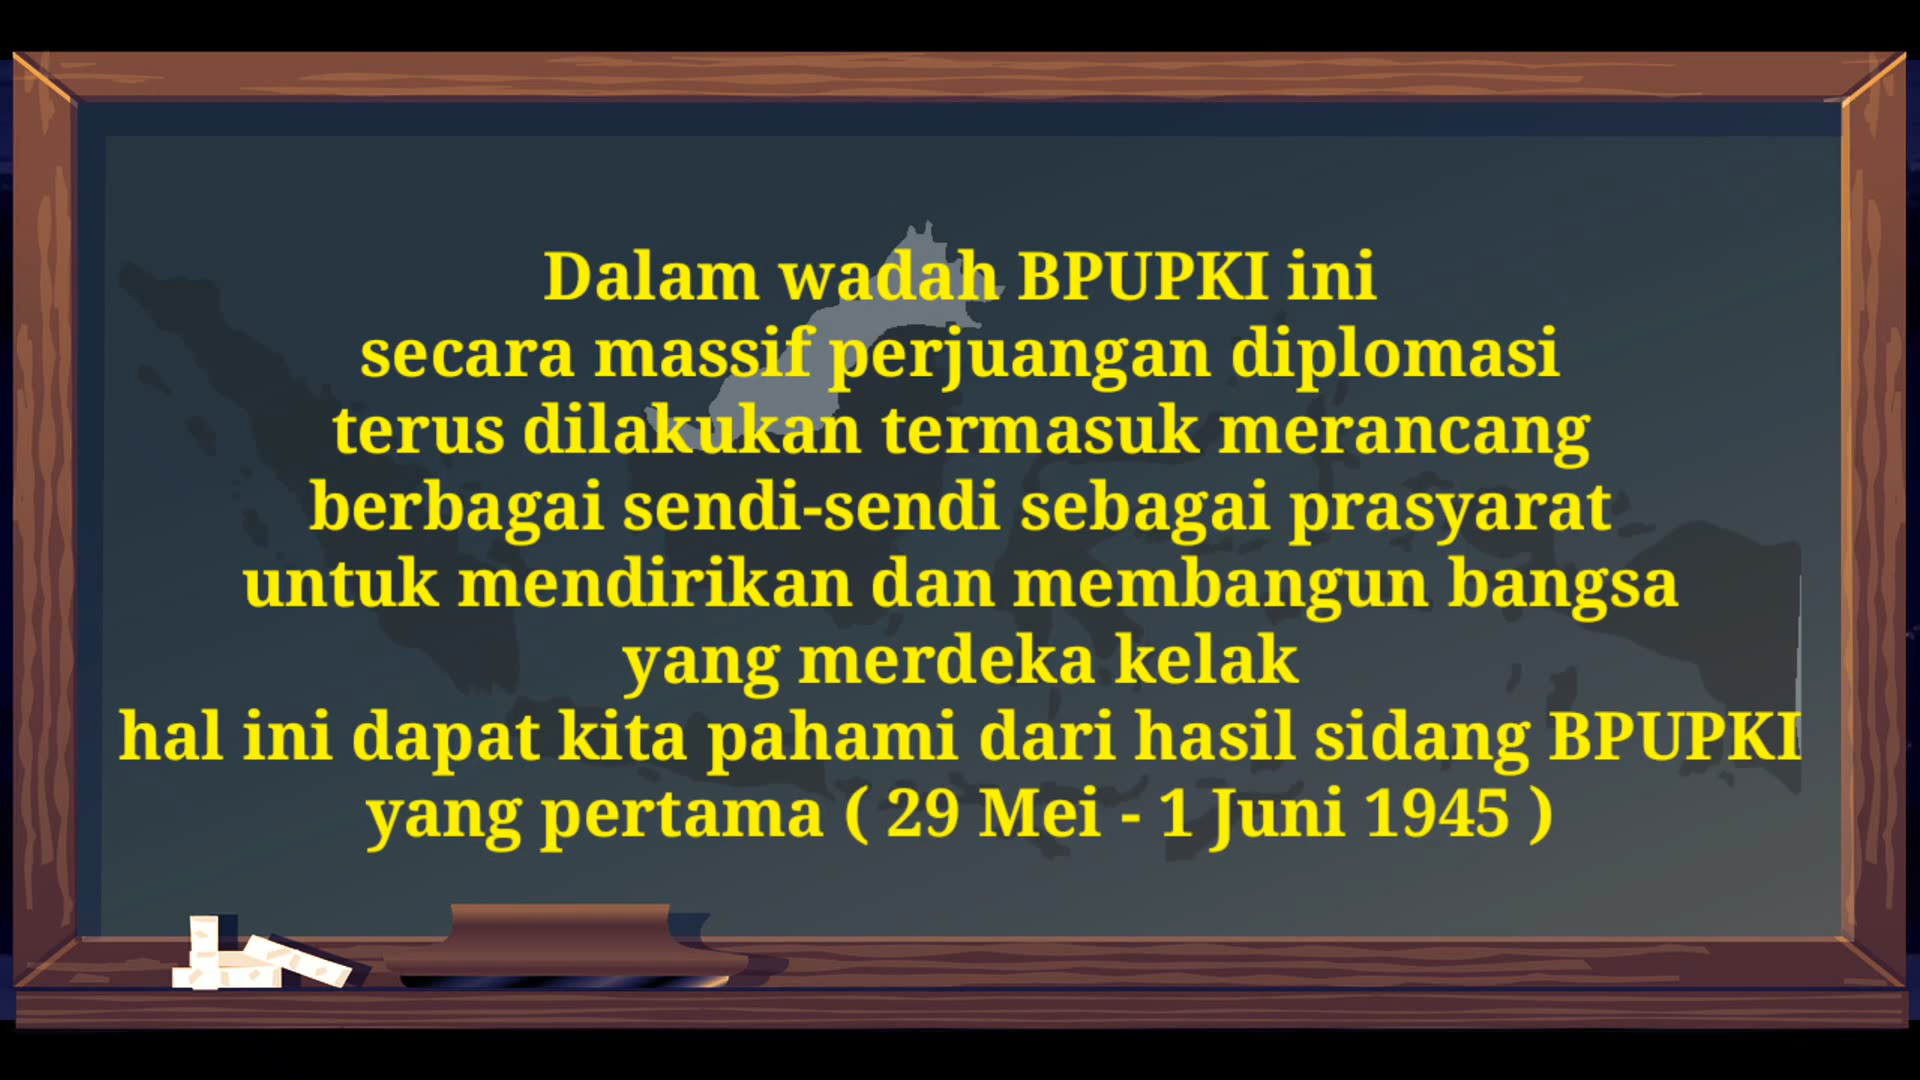 Dalam wadah BPUPKI ini
secara massif perjuangan diplomasi
terus dilakukan termasuk merancang
berbagai sendi-sendi sebagai prasyarat
untuk mendirikan dan membangun bangsa
yang merdeka kelak
hal ini dapat kita pahami dari hasil sidang BPUPKI
yang pertama ( 29 Mei - 1 Juni 1945 )